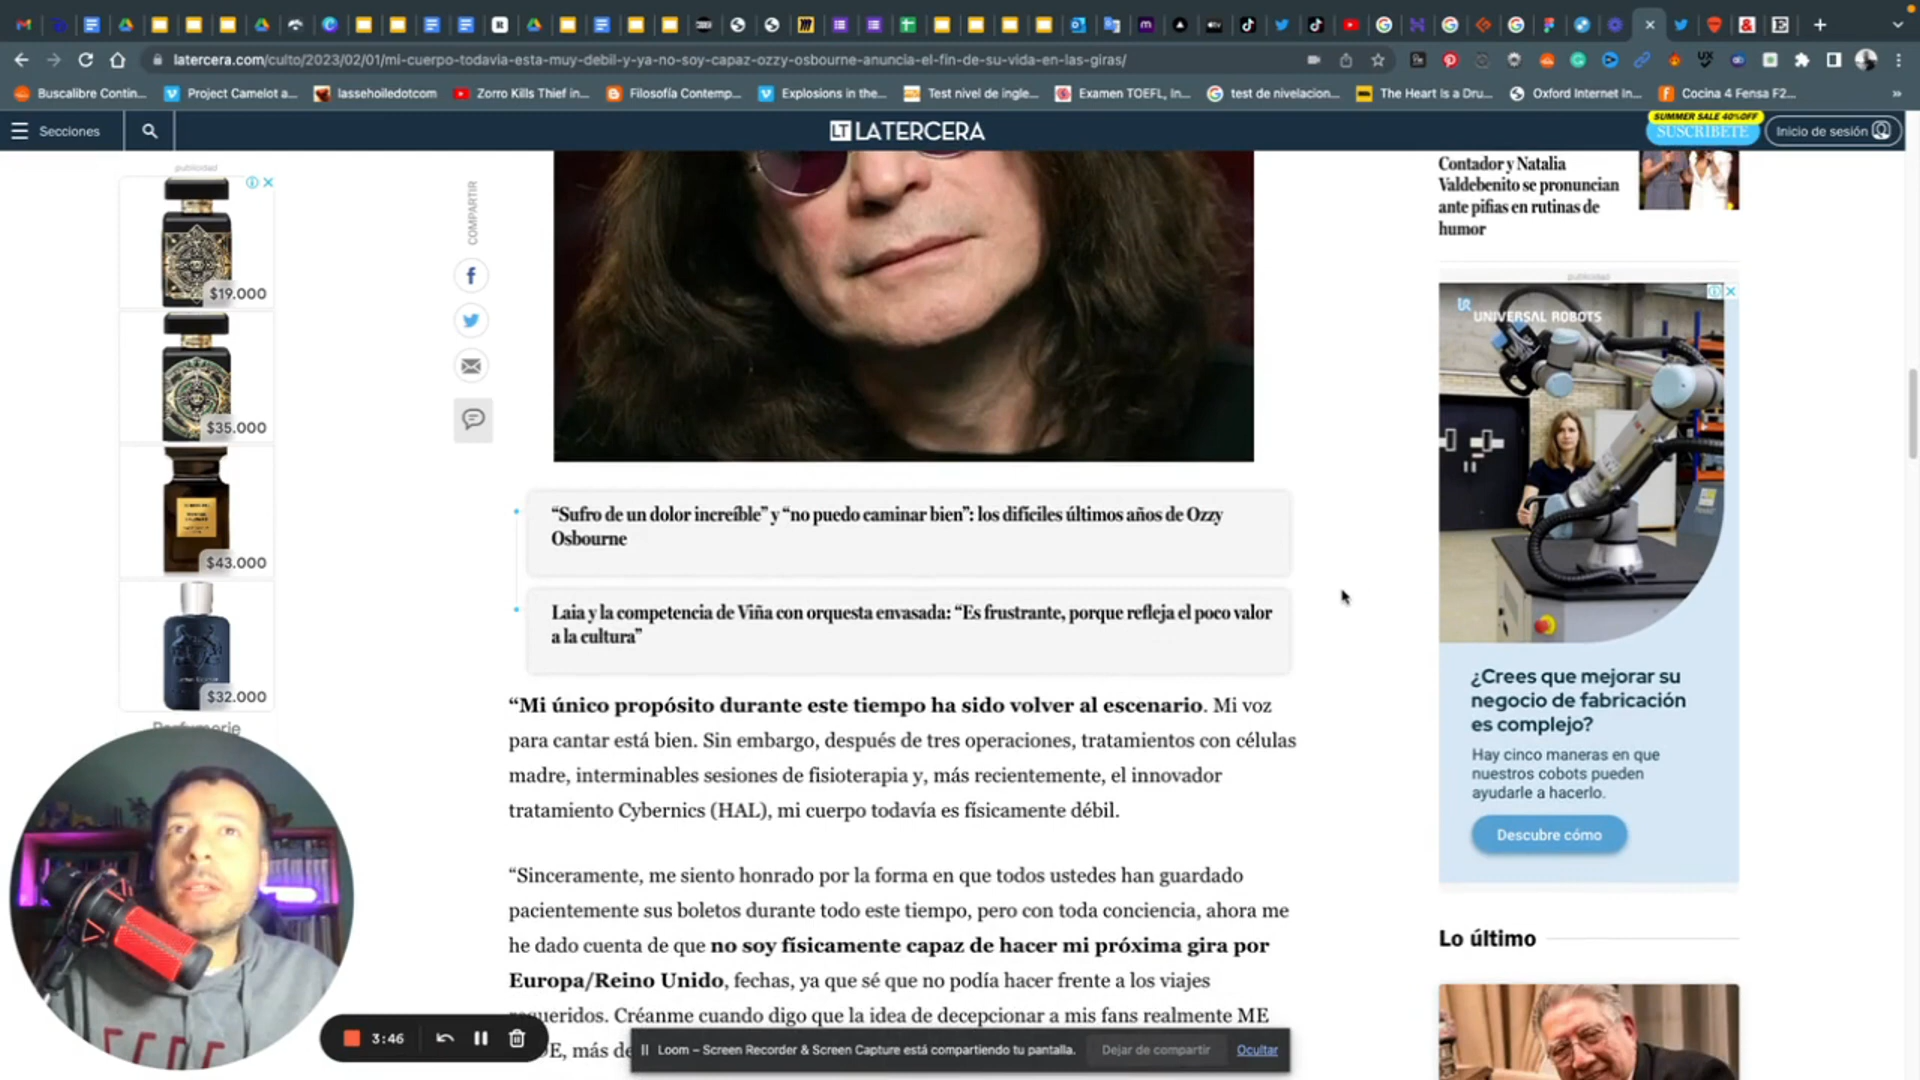 latercera.com/culto/2023/02/01/mi-cuerpo-todavia-esta-muy-debil-y-ya-no-soy-capaz-ozzy-osbourne-anuncia-el-fin-de-su-vida-en-las-giras/
Buscalibre Contin... Project Camelot a... lassehoiledotcom Zorro Kills Thief in... Filosofía Contemp... Explosions in the... Test nivel de ingle... Examen TOEFL, In... test de nivelacion... The Heart Is a Dru... Oxford Internet In... Cocina 4 Fensa F2... »
Secciones
LT LATERCERA
SUMMER SALE 40%OFF
SUSCRÍBETE
Inicio de sesión
publicidad
$19.000
$35.000
$43.000
$32.000
COMPARTIR
“Sufro de un dolor increíble” y “no puedo caminar bien”: los difíciles últimos años de Ozzy
Osbourne
Laia y la competencia de Viña con orquesta envasada: “Es frustrante, porque refleja el poco valor
a la cultura”
“Mi único propósito durante este tiempo ha sido volver al escenario. Mi voz
para cantar está bien. Sin embargo, después de tres operaciones, tratamientos con células
madre, interminables sesiones de fisioterapia y, más recientemente, el innovador
tratamiento Cybernics (HAL), mi cuerpo todavía es físicamente débil.
“Sinceramente, me siento honrado por la forma en que todos ustedes han guardado
pacientemente sus boletos durante todo este tiempo, pero con toda conciencia, ahora me
he dado cuenta de que no soy físicamente capaz de hacer mi próxima gira por
Europa/Reino Unido, fechas, ya que sé que no podía hacer frente a los viajes
requeridos. Créanme cuando digo que la idea de decepcionar a mis fans realmente ME
más
Contador y Natalia
Valdebenito se pronuncian
ante pifias en rutinas de
humor
publicidad
UR
UNIVERSAL ROBOTS
¿Crees que mejorar su
negocio de fabricación
es complejo?
Hay cinco maneras en que
nuestros cobots pueden
ayudarle a hacerlo.
Descubre cómo
Lo último
3:46
Loom – Screen Recorder & Screen Capture está compartiendo tu pantalla.
Dejar de compartir
Ocultar